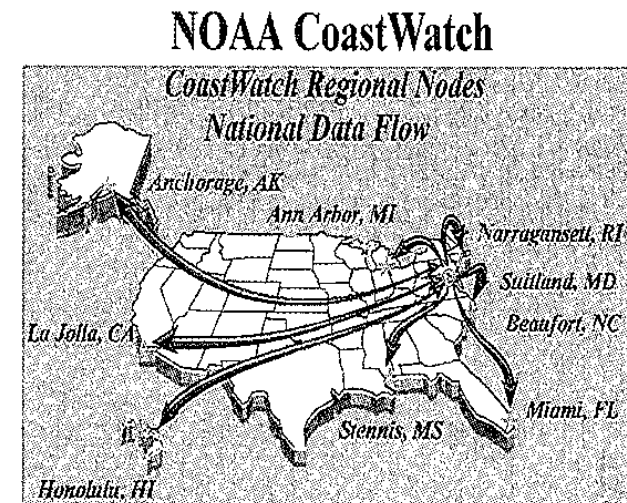 NOAA CoastWatch
CoastWatch Regional Nodes
National Data Flow
Anchorage, AK
Ann Arbor, MI
Narragansett, RI
Suitland, MD
La Jolla, CA
Beaufort, NC
Miami, FL
Stennis, MS
Honolulu, HI